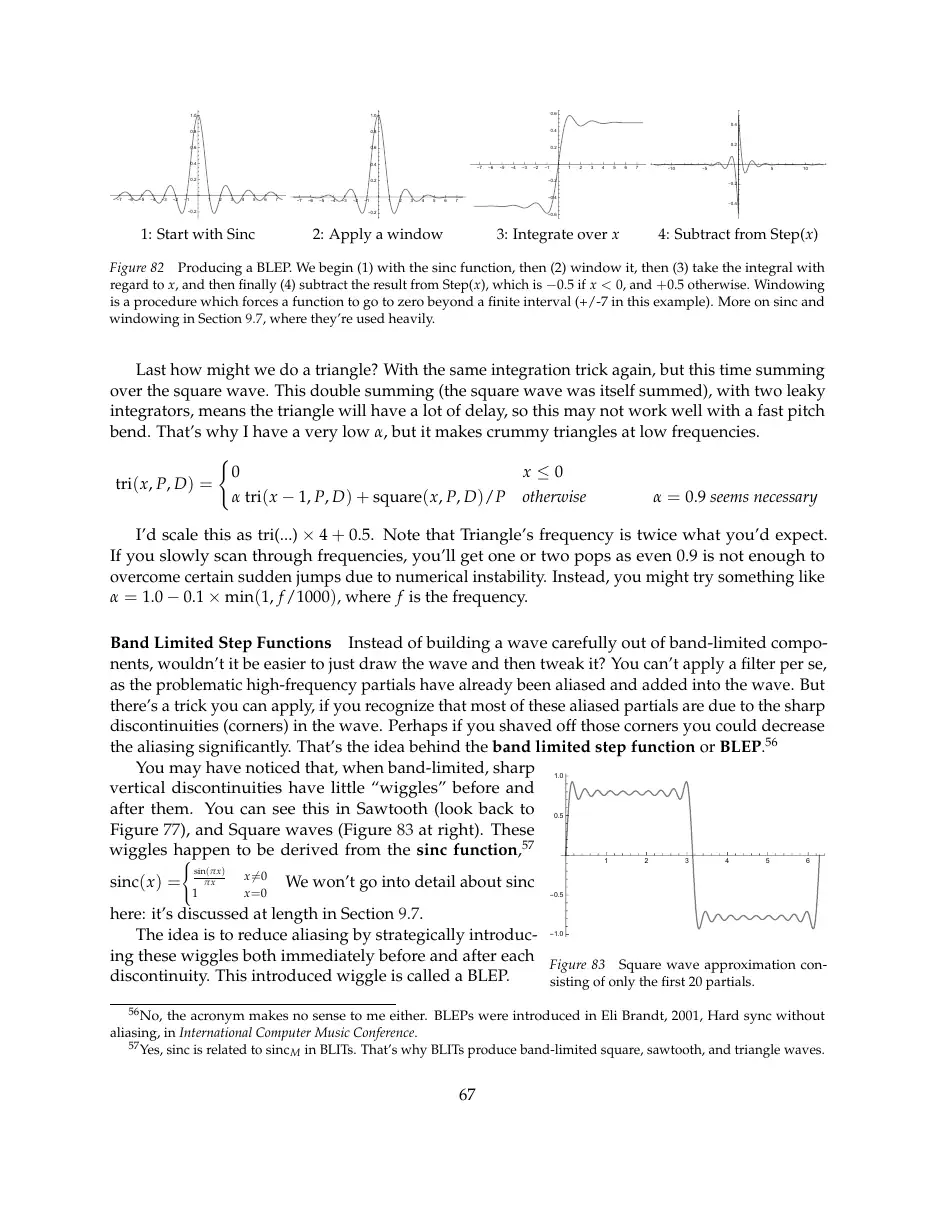 1: Start with Sinc
2: Apply a window
3: Integrate over x
4: Subtract from Step(x)
Figure 82 Producing a BLEP. We begin (1) with the sinc function, then (2) window it, then (3) take the integral with
regard to x, and then finally (4) subtract the result from Step(x), which is −0.5 if x < 0, and +0.5 otherwise. Windowing
is a procedure which forces a function to go to zero beyond a finite interval (+/-7 in this example). More on sinc and
windowing in Section 9.7, where they're used heavily.
Last how might we do a triangle? With the same integration trick again, but this time summing
over the square wave. This double summing (the square wave was itself summed), with two leaky
integrators, means the triangle will have a lot of delay, so this may not work well with a fast pitch
bend. That's why I have a very low α, but it makes crummy triangles at low frequencies.
tri(x, P, D) = {0 x ≤ 0
α tri(x − 1, P, D) + square(x, P, D)/P otherwise α = 0.9 seems necessary
I'd scale this as tri(...) × 4 + 0.5. Note that Triangle's frequency is twice what you'd expect.
If you slowly scan through frequencies, you'll get one or two pops as even 0.9 is not enough to
overcome certain sudden jumps due to numerical instability. Instead, you might try something like
α = 1.0 − 0.1 × min(1, f/1000), where f is the frequency.
Band Limited Step Functions Instead of building a wave carefully out of band-limited compo-
nents, wouldn't it be easier to just draw the wave and then tweak it? You can't apply a filter per se,
as the problematic high-frequency partials have already been aliased and added into the wave. But
there's a trick you can apply, if you recognize that most of these aliased partials are due to the sharp
discontinuities (corners) in the wave. Perhaps if you shaved off those corners you could decrease
the aliasing significantly. That's the idea behind the band limited step function or BLEP.56
You may have noticed that, when band-limited, sharp
vertical discontinuities have little "wiggles" before and
after them. You can see this in Sawtooth (look back to
Figure 77), and Square waves (Figure 83 at right). These
wiggles happen to be derived from the sinc function,57
sinc(x) = {sin(πx)/πx x≠0
1 x=0 We won't go into detail about sinc
here: it's discussed at length in Section 9.7.
The idea is to reduce aliasing by strategically introduc-
ing these wiggles both immediately before and after each
discontinuity. This introduced wiggle is called a BLEP.
1.0
0.5
1 2 3 4 5 6
−0.5
−1.0
Figure 83 Square wave approximation con-
sisting of only the first 20 partials.
56No, the acronym makes no sense to me either. BLEPs were introduced in Eli Brandt, 2001, Hard sync without
aliasing, in International Computer Music Conference.
57Yes, sinc is related to sincM in BLITs. That's why BLITs produce band-limited square, sawtooth, and triangle waves.
67